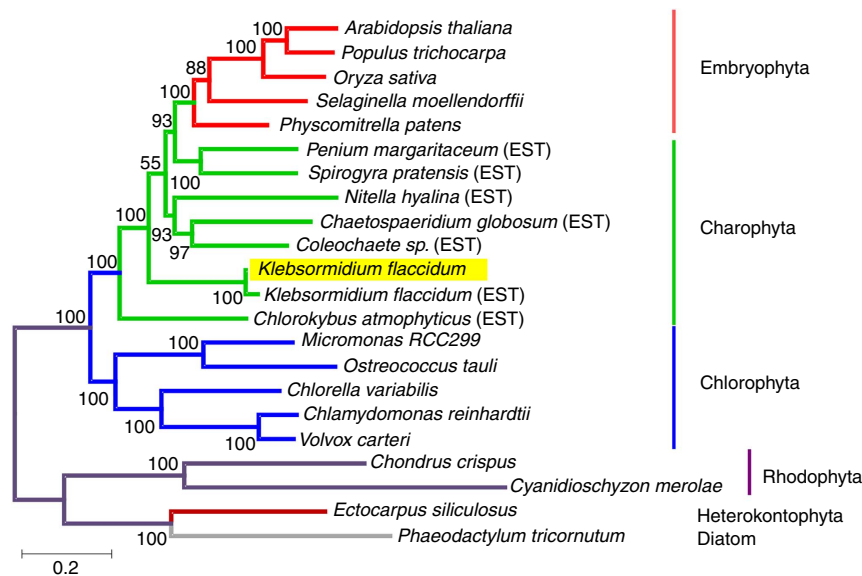 100 Arabidopsis thaliana
100 Populus trichocarpa
88 Oryza sativa
100 Selaginella moellendorffii
93 Physcomitrella patens
Embryophyta
Penium margaritaceum (EST)
55 Spirogyra pratensis (EST)
100 Nitella hyalina (EST)
100 Chaetospaeridium globosum (EST)
93 Coleochaete sp. (EST)
97
Charophyta
100 Klebsormidium flaccidum
100 Klebsormidium flaccidum (EST)
Chlorokybus atmophyticus (EST)
100 Micromonas RCC299
100 Ostreococcus tauli
Chlorophyta
100 Chlorella variabilis
100 Chlamydomonas reinhardtii
100 Volvox carteri
100 Chondrus crispus
Cyanidioschyzon merolae
Rhodophyta
Ectocarpus siliculosus
Heterokontophyta
100 Phaeodactylum tricornutum
Diatom
0.2